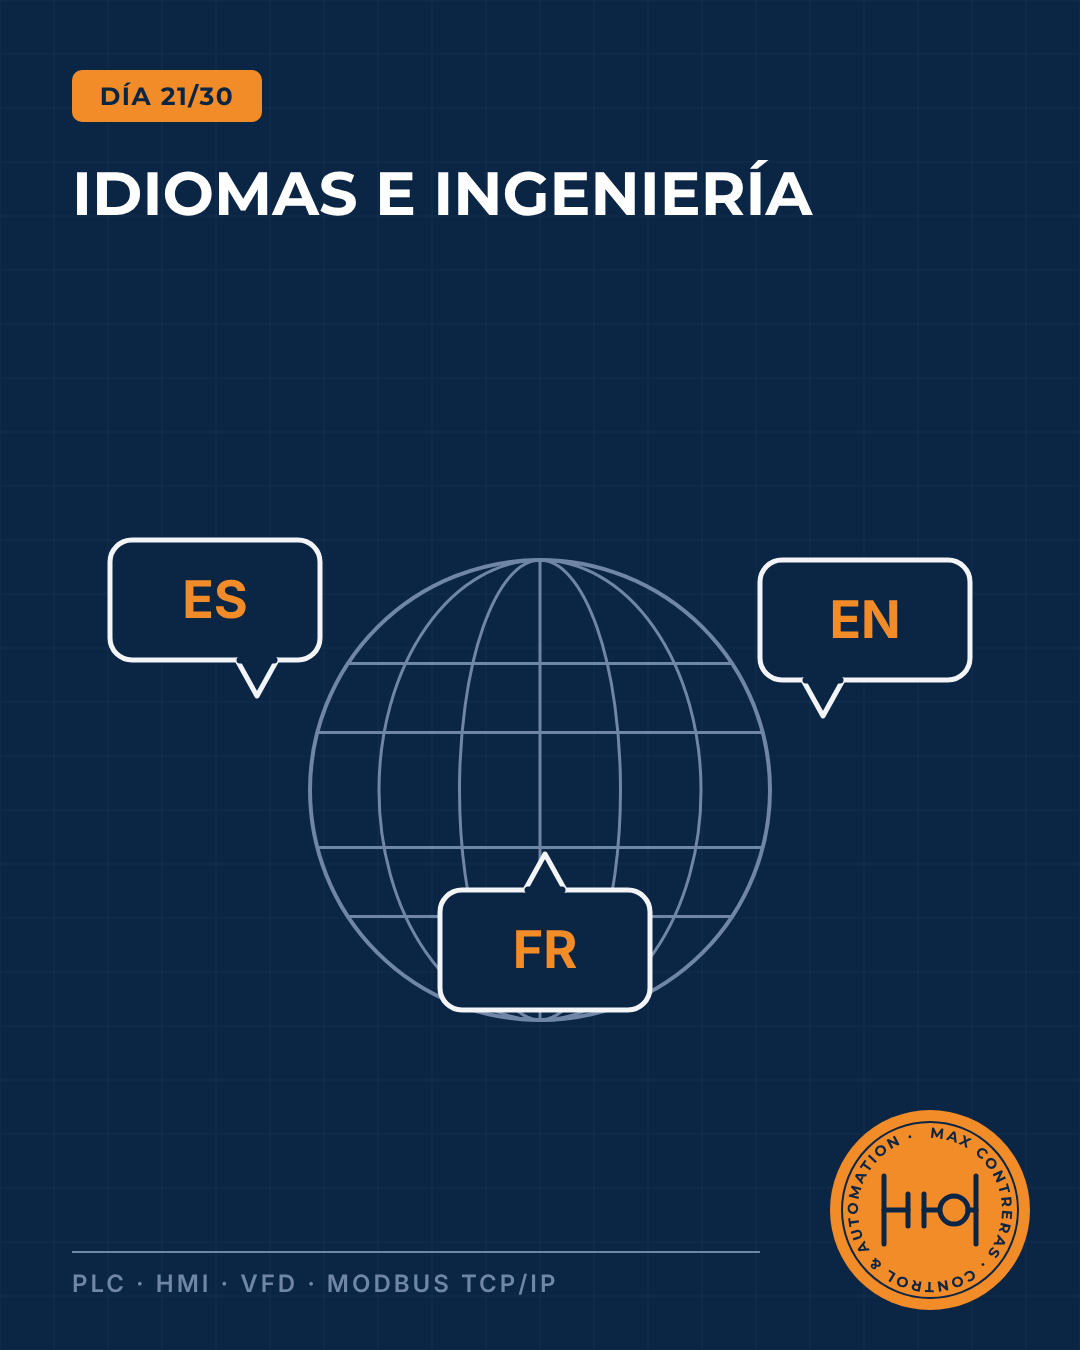 DÍA 21/30
IDIOMAS E INGENIERÍA
ES
EN
FR
MAX CONTRERAS · CONTROL & AUTOMATION ·
PLC · HMI · VFD · MODBUS TCP/IP